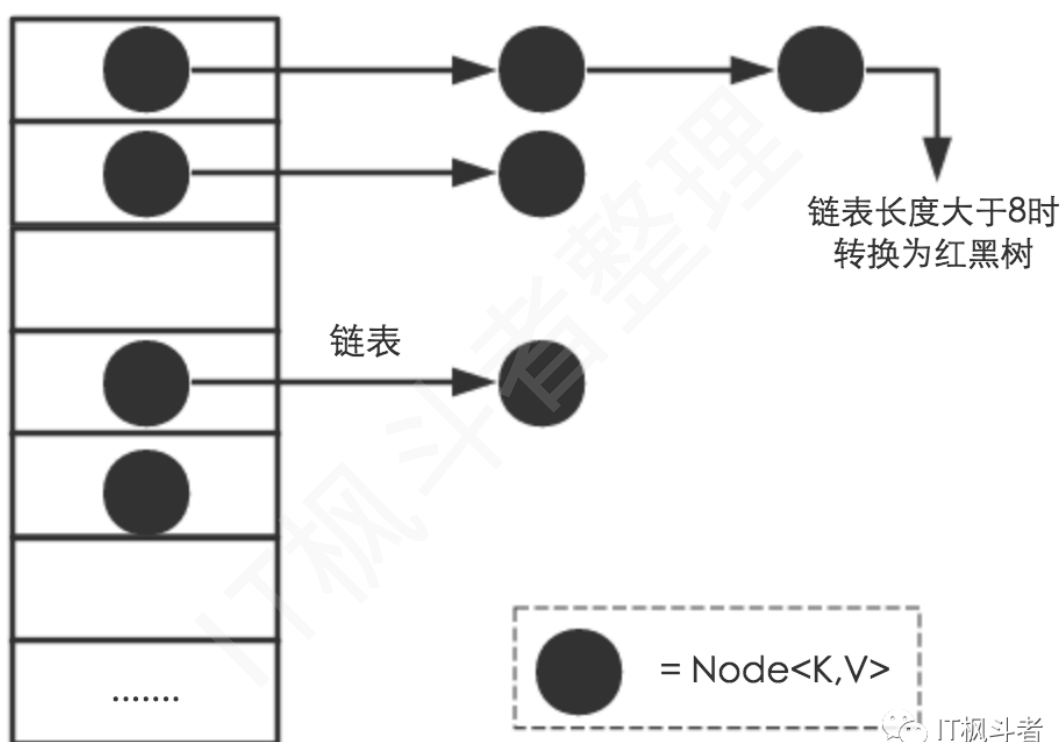 链表长度大于8时
转换为红黑树
链表
IT枫斗者整理
.......
= Node<K,V>
IT枫斗者